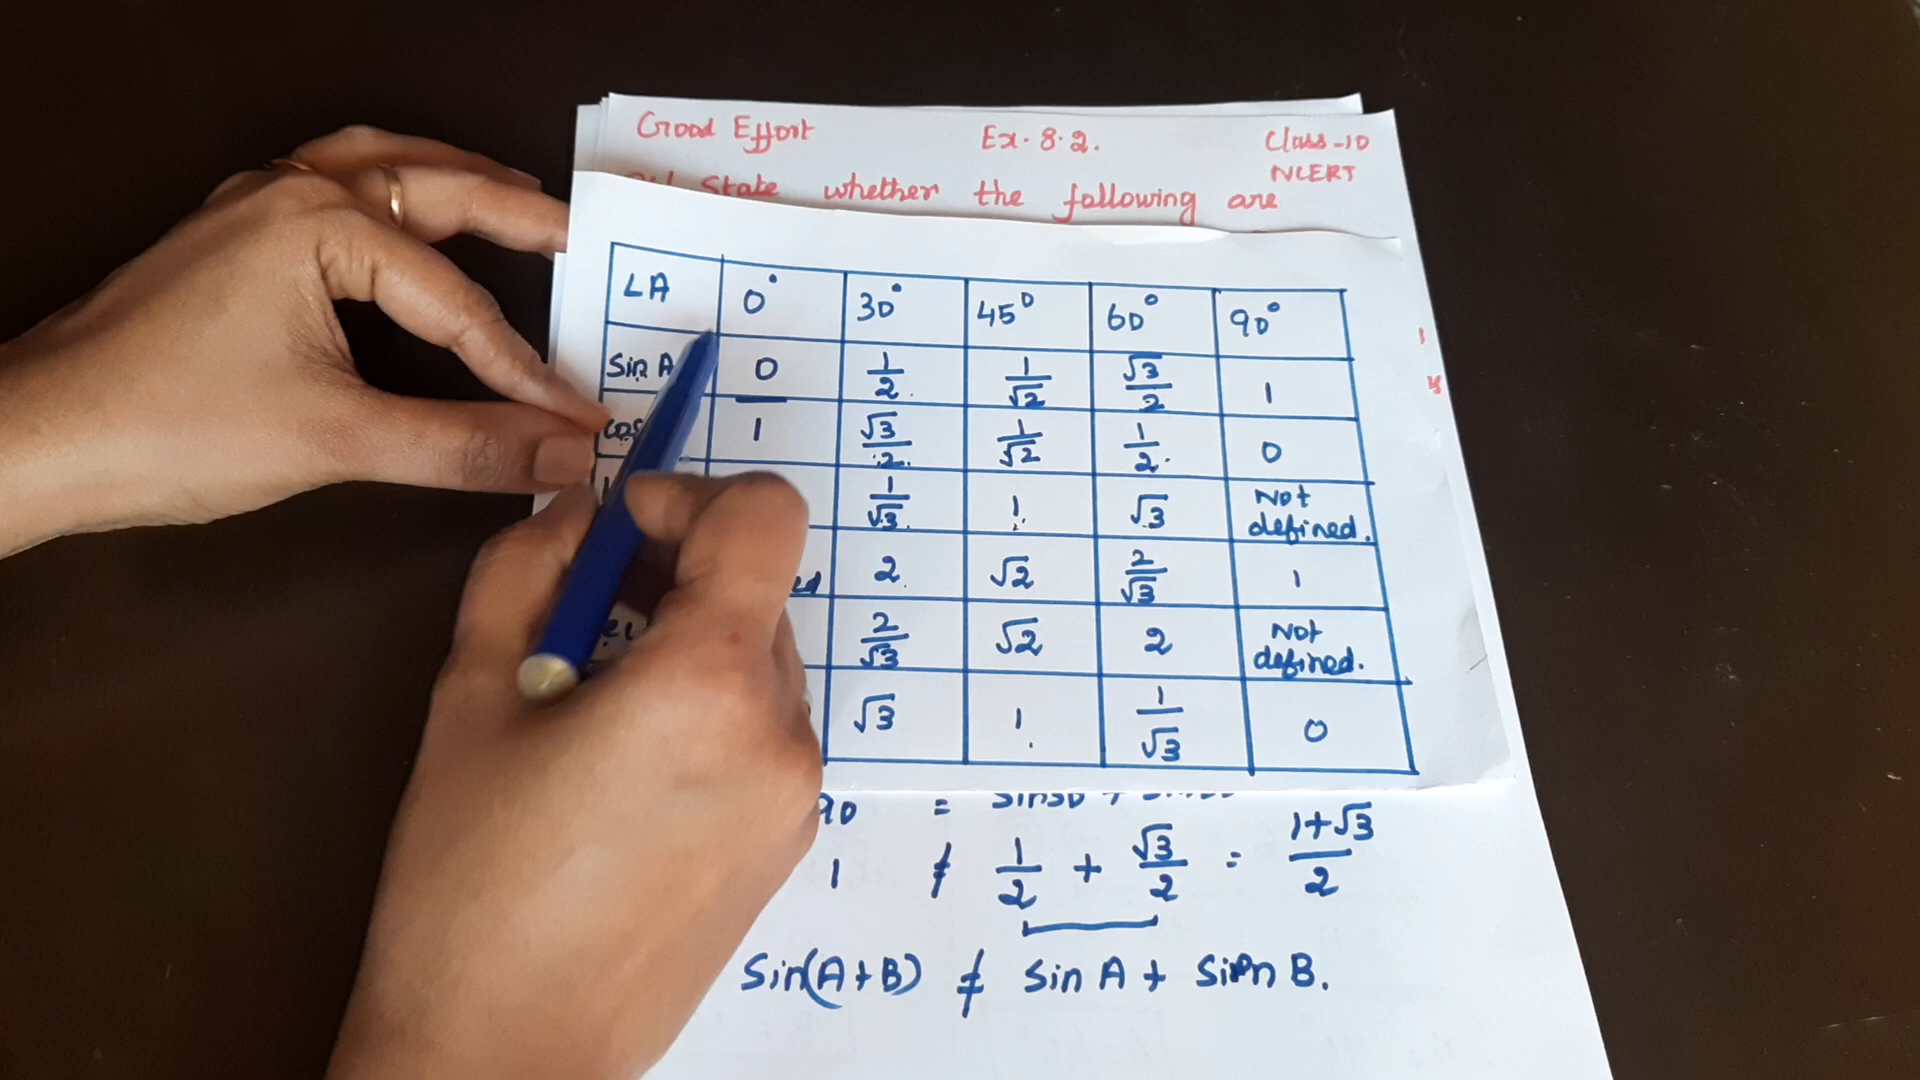 Good Effort Ex. 8.2. Class-10
NCERT
State whether the following are
∠A 0° 30° 45° 60° 90°
Sin A 0 1/2 1/√2 √3/2 1
cos 1 √3/2 1/√2 1/2 0
1/√3 1 √3 Not defined.
2 √2 2/√3 1
2/√3 √2 2 Not defined.
√3 1 1/√3 0
90 = sin30 +
1 ≠ 1/2 + √3/2 = 1+√3/2
Sin(A+B) ≠ sin A + sin B.